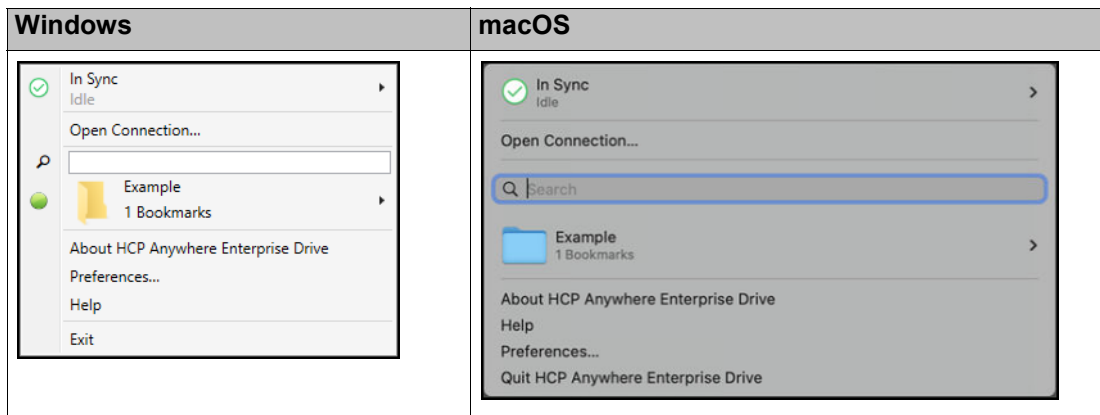 Windows
macOS
In Sync
Idle
Open Connection...
Example
1 Bookmarks
About HCP Anywhere Enterprise Drive
Preferences...
Help
Exit
In Sync
Idle
Open Connection...
Search
Example
1 Bookmarks
About HCP Anywhere Enterprise Drive
Help
Preferences...
Quit HCP Anywhere Enterprise Drive